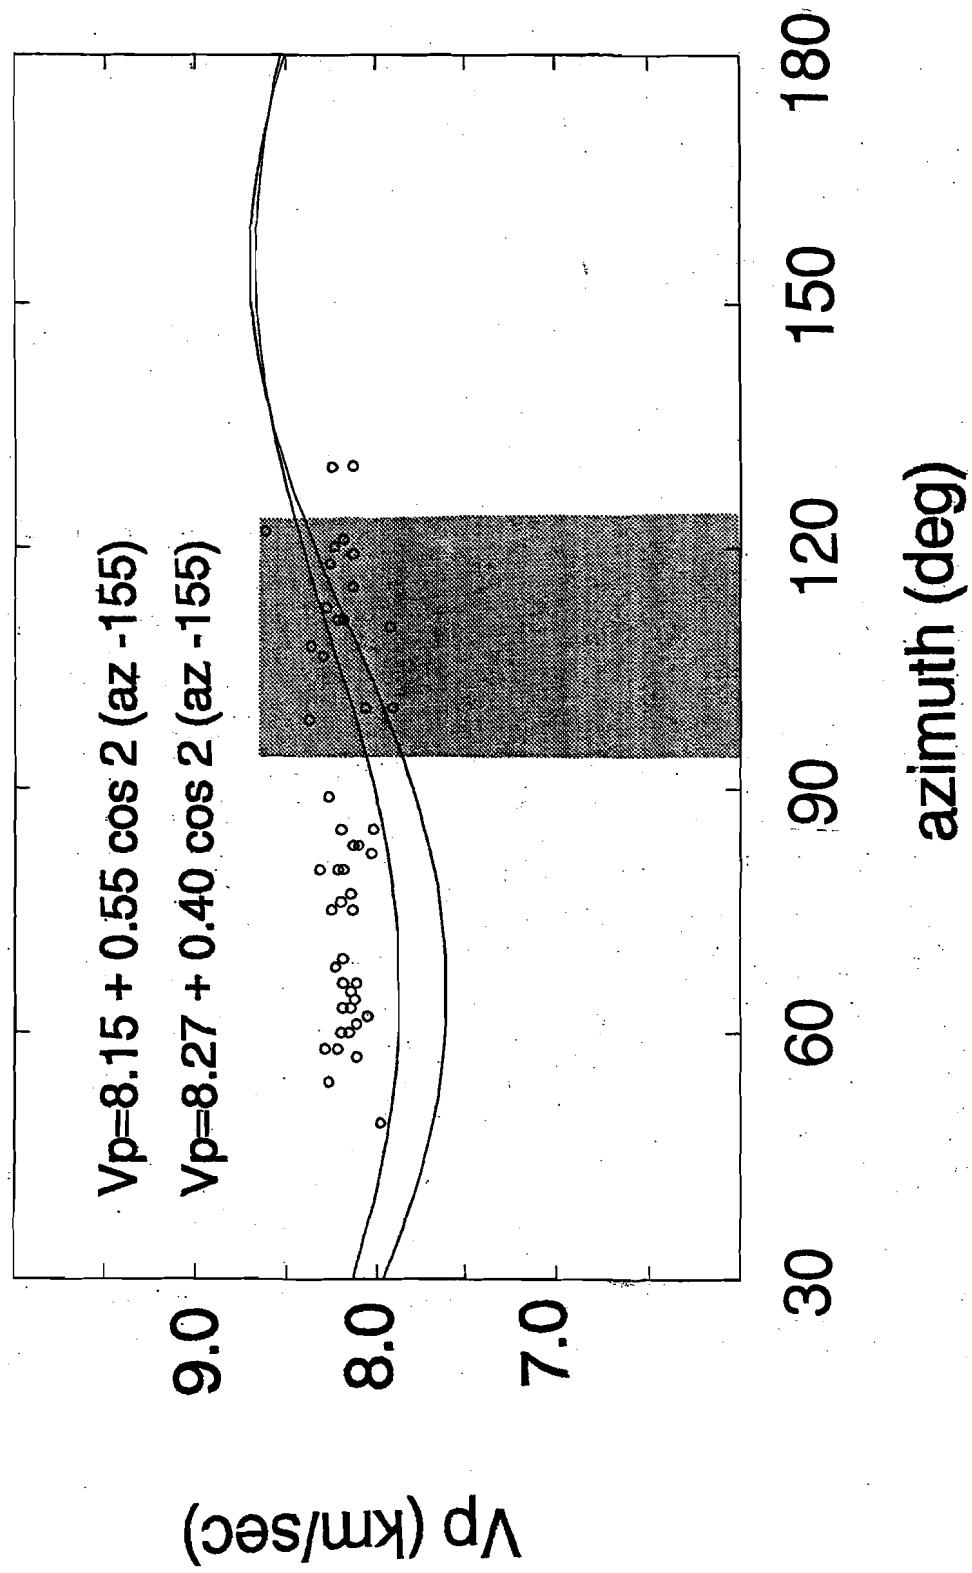 Vp=8.15 + 0.55 cos 2 (az -155)
Vp=8.27 + 0.40 cos 2 (az -155)
9.0
8.0
7.0
Vp (km/sec)
30
60
90
120
150
180
azimuth (deg)